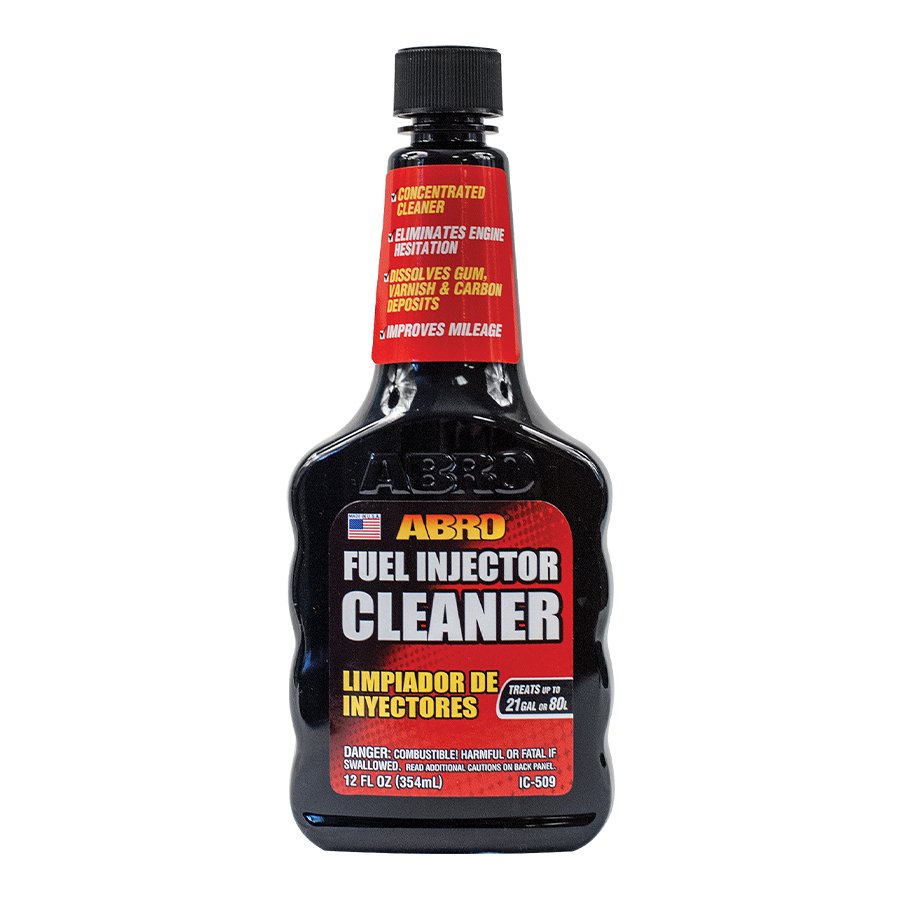 CONCENTRATED
CLEANER
ELIMINATES ENGINE
HESITATION
DISSOLVES GUM,
VARNISH & CARBON
DEPOSITS
IMPROVES MILEAGE
ABRO
MADE IN U.S.A.
ABRO
FUEL INJECTOR
CLEANER
LIMPIADOR DE
INYECTORES
TREATS UP TO
21 GAL OR 80L
DANGER: COMBUSTIBLE! HARMFUL OR FATAL IF
SWALLOWED. READ ADDITIONAL CAUTIONS ON BACK PANEL.
12 FL OZ (354mL) IC-509